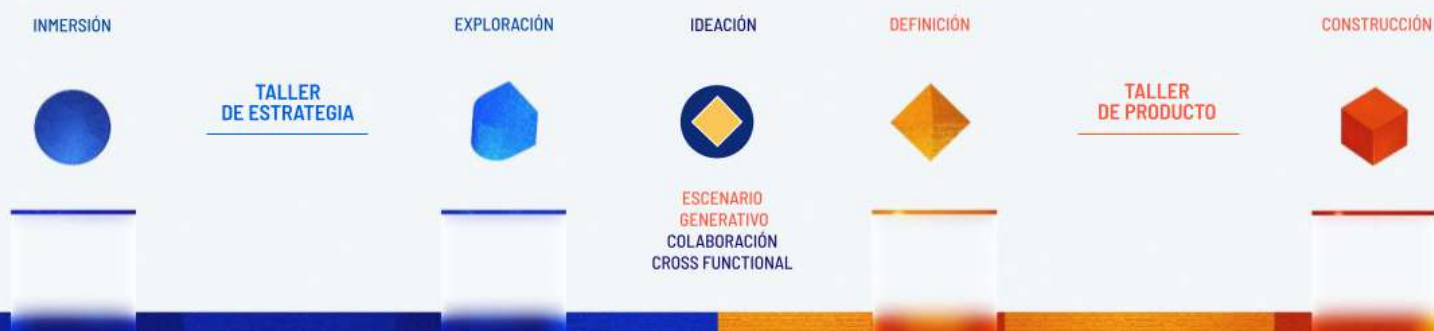 INMERSIÓN
EXPLORACIÓN
IDEACIÓN
DEFINICIÓN
CONSTRUCCIÓN
TALLER
DE ESTRATEGIA
TALLER
DE PRODUCTO
ESCENARIO
GENERATIVO
COLABORACIÓN
CROSS FUNCTIONAL